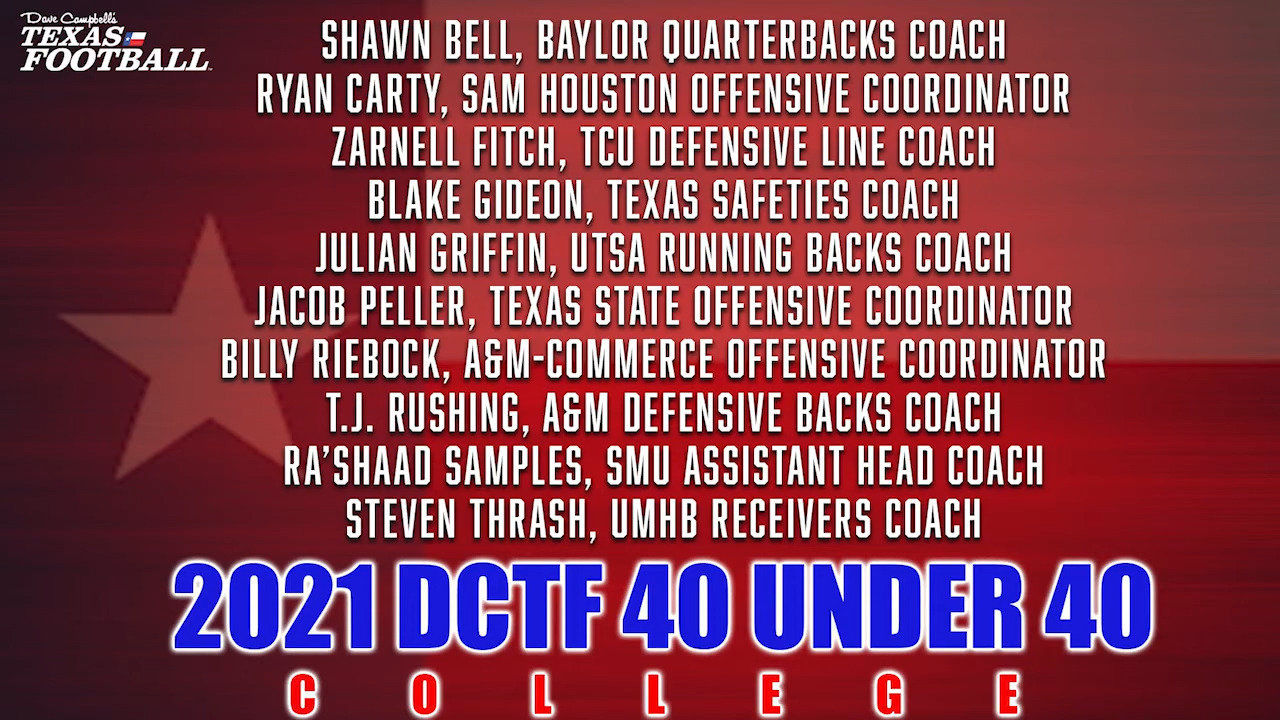 Dave Campbell's
TEXAS
FOOTBALL
SHAWN BELL, BAYLOR QUARTERBACKS COACH
RYAN CARTY, SAM HOUSTON OFFENSIVE COORDINATOR
ZARNELL FITCH, TCU DEFENSIVE LINE COACH
BLAKE GIDEON, TEXAS SAFETIES COACH
JULIAN GRIFFIN, UTSA RUNNING BACKS COACH
JACOB PELLER, TEXAS STATE OFFENSIVE COORDINATOR
BILLY RIEBOCK, A&M-COMMERCE OFFENSIVE COORDINATOR
T.J. RUSHING, A&M DEFENSIVE BACKS COACH
RA'SHAAD SAMPLES, SMU ASSISTANT HEAD COACH
STEVEN THRASH, UMHB RECEIVERS COACH
2021 DCTF 40 UNDER 40
COLLEGE